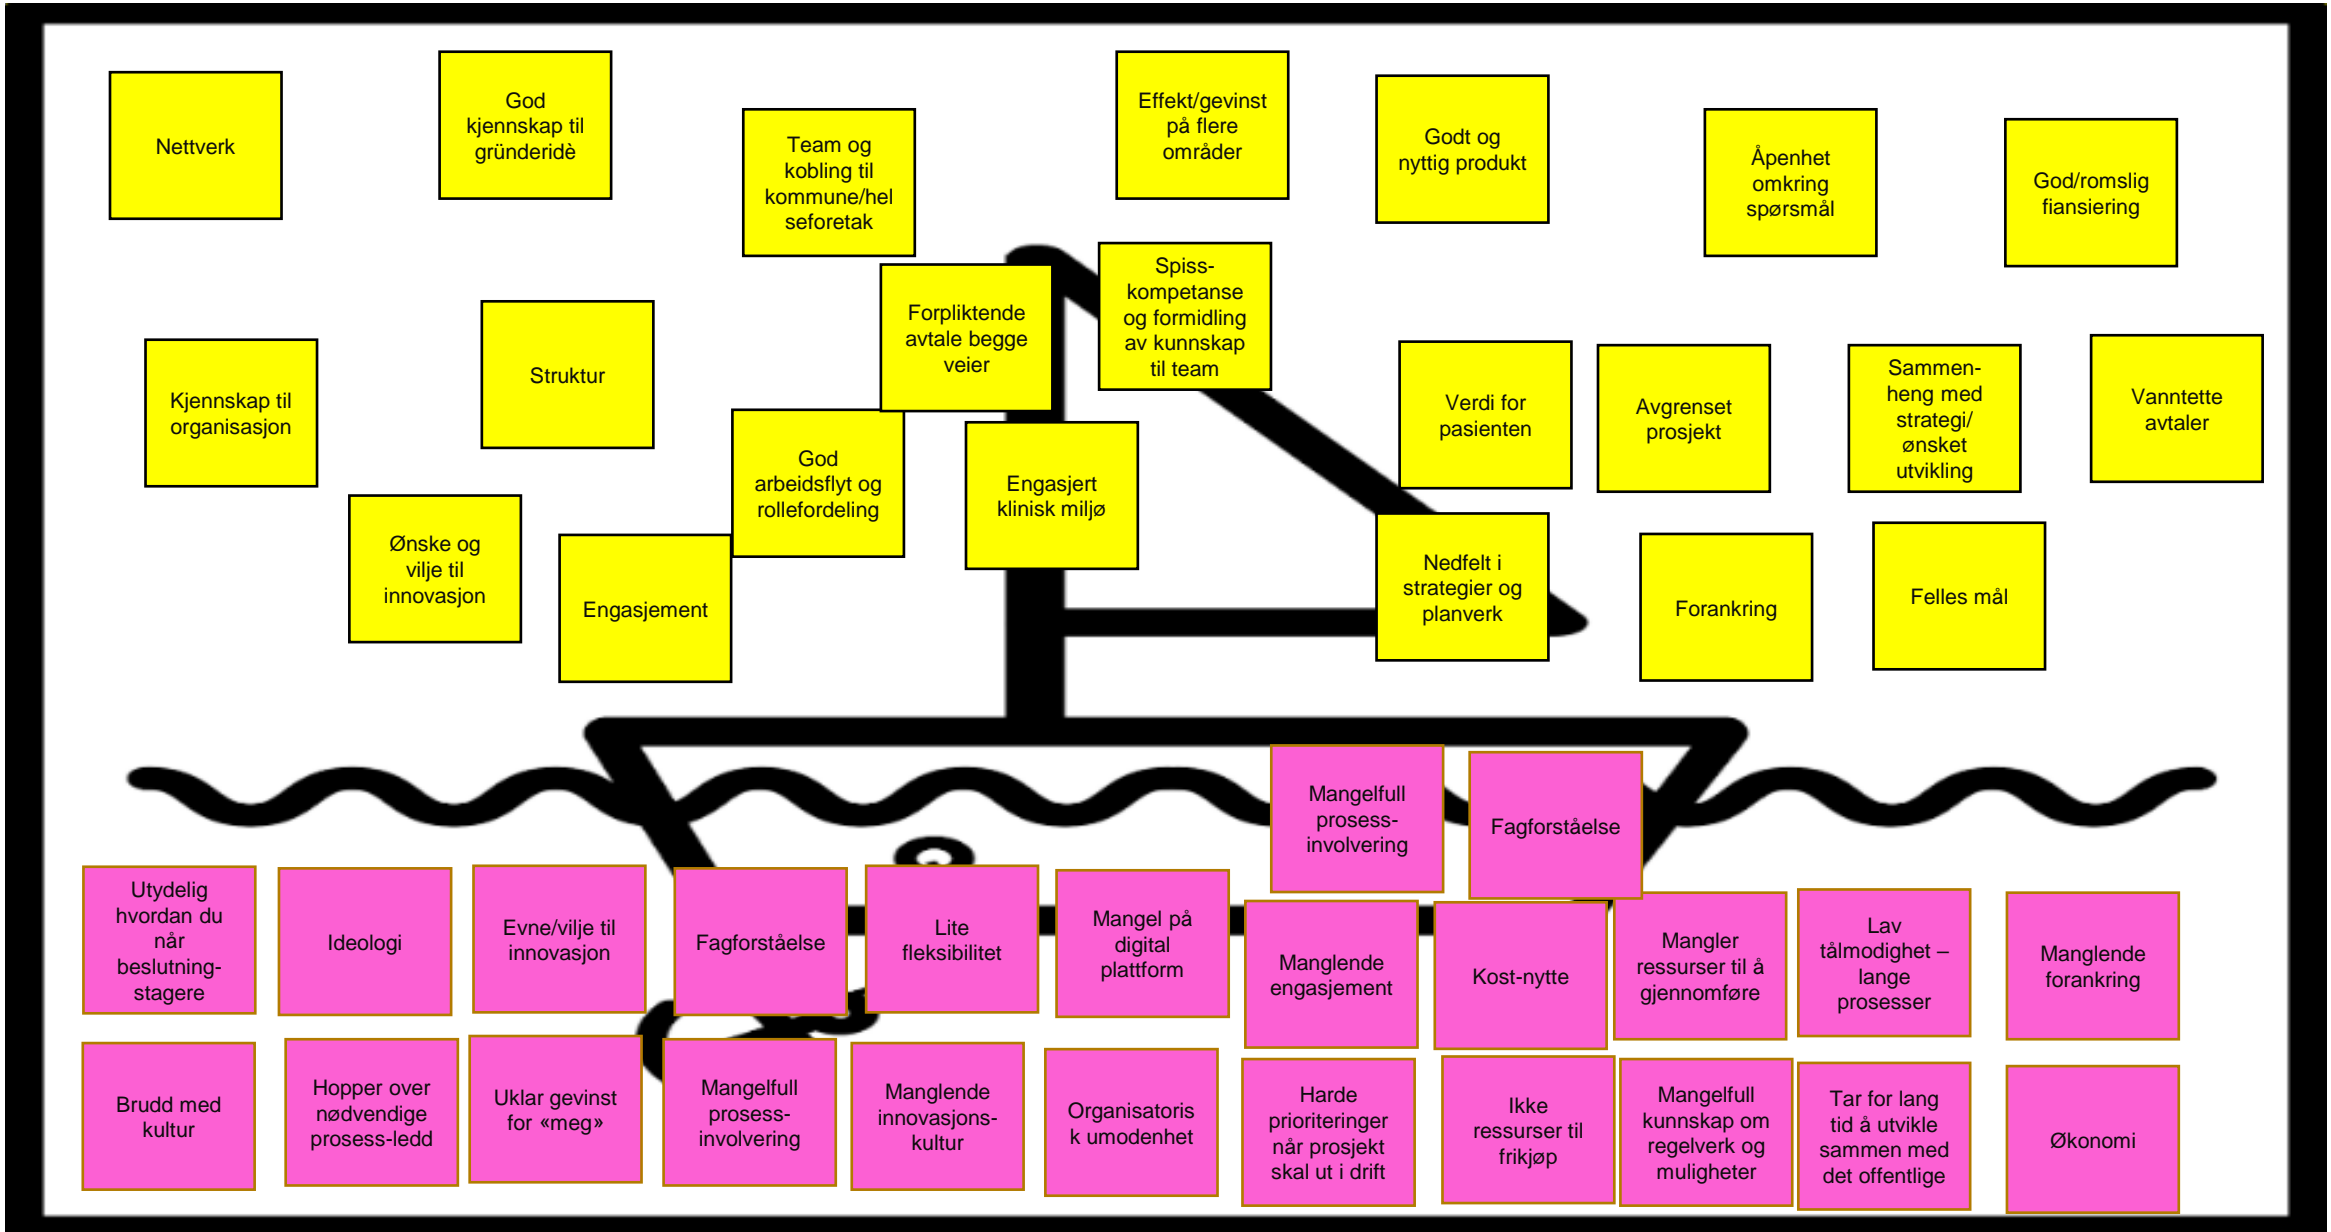 Nettverk
God
kjennskap til
gründeridè
Team og
kobling til
kommune/hel
seforetak
Effekt/gevinst
på flere
områder
Godt og
nyttig produkt
Åpenhet
omkring
spørsmål
God/romslig
fiansiering
Kjennskap til
organisasjon
Struktur
Forpliktende
avtale begge
veier
Spiss-
kompetanse
og formidling
av kunnskap
til team
Verdi for
pasienten
Avgrenset
prosjekt
Sammen-
heng med
strategi/
ønsket
utvikling
Vanntette
avtaler
Ønske og
vilje til
innovasjon
Engasjement
God
arbeidsflyt og
rollefordeling
Engasjert
klinisk miljø
Nedfelt i
strategier og
planverk
Forankring
Felles mål
Mangelfull
prosess-
involvering
Fagforståelse
Utydelig
hvordan du
når
beslutning-
stagere
Ideologi
Evne/vilje til
innovasjon
Fagforståelse
Lite
fleksibilitet
Mangel på
digital
plattform
Manglende
engasjement
Kost-nytte
Mangler
ressurser til å
gjennomføre
Lav
tålmodighet –
lange
prosesser
Manglende
forankring
Brudd med
kultur
Hopper over
nødvendige
prosess-ledd
Uklar gevinst
for «meg»
Mangelfull
prosess-
involvering
Manglende
innovasjons-
kultur
Organisatoris
k umodenhet
Harde
prioriteringer
når prosjekt
skal ut i drift
Ikke
ressurser til
frikjøp
Mangelfull
kunnskap om
regelverk og
muligheter
Tar for lang
tid å utvikle
sammen med
det offentlige
Økonomi